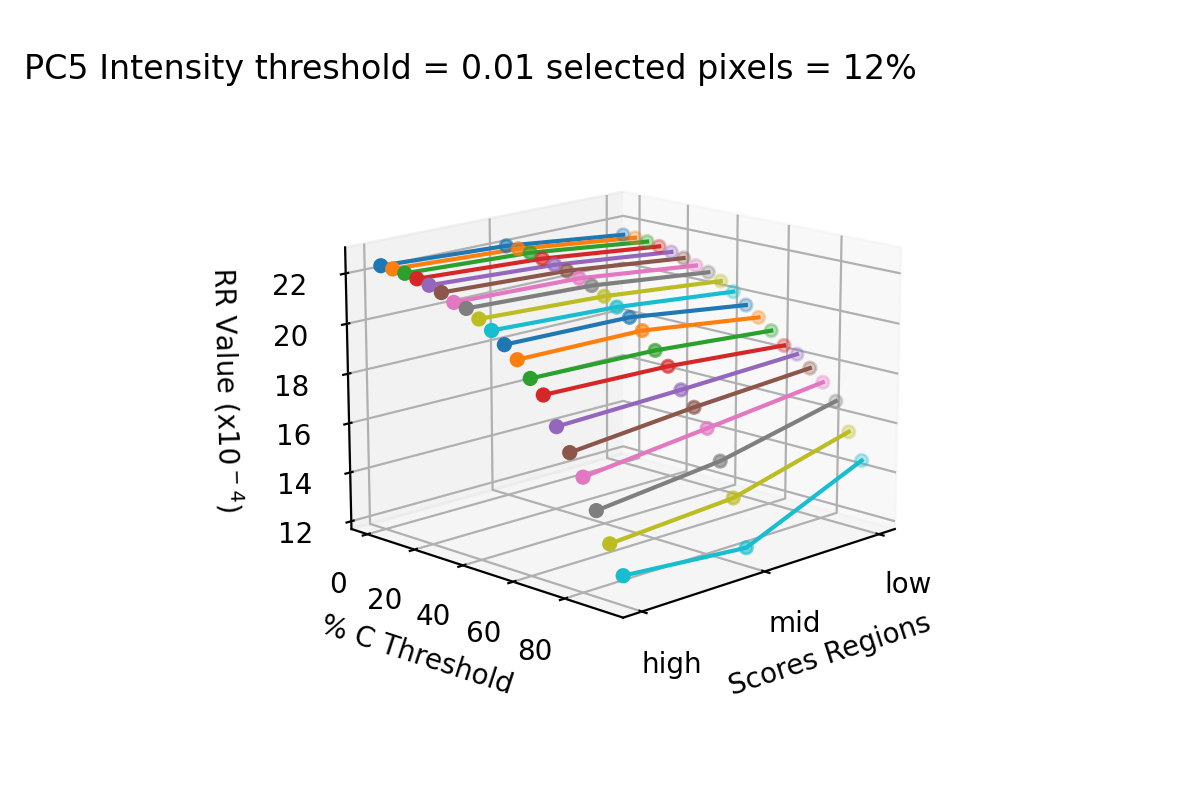 PC5 Intensity threshold = 0.01 selected pixels = 12%
RR Value (x10⁻⁴)
22
20
18
16
14
12
0
20
40
60
80
% C Threshold
high
mid
low
Scores Regions